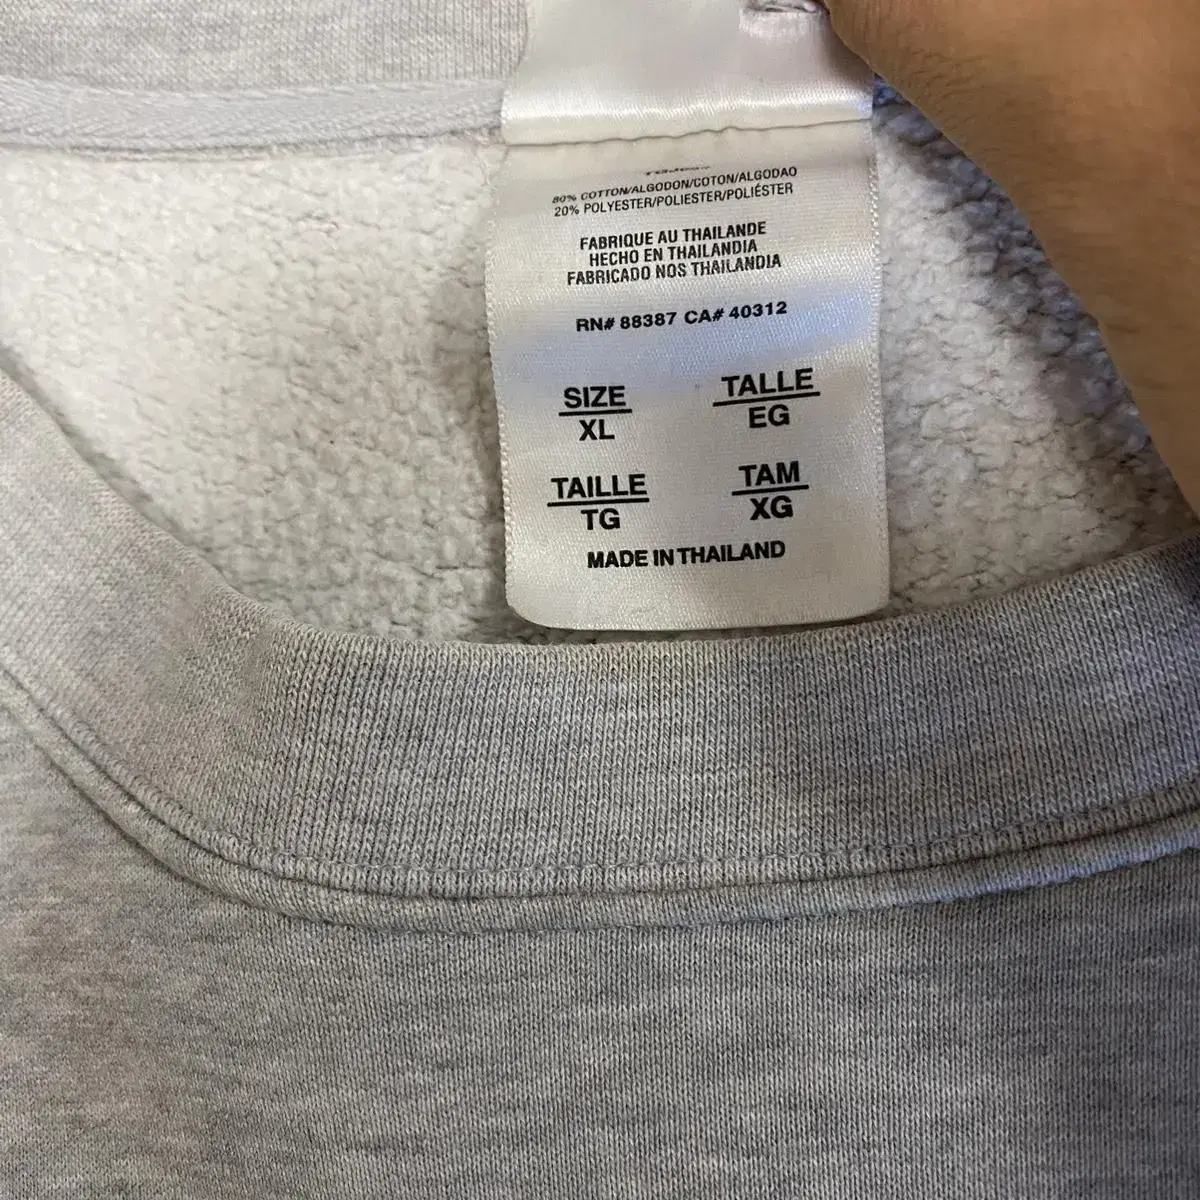 80% COTTON/ALGODON/COTON/ALGODAO
20% POLYESTER/POLIESTER/POLIÉSTER
FABRIQUE AU THAILANDE
HECHO EN THAILANDIA
FABRICADO NOS THAILANDIA
RN# 88387 CA# 40312
SIZE
XL
TALLE
EG
TAILLE
TG
TAM
XG
MADE IN THAILAND